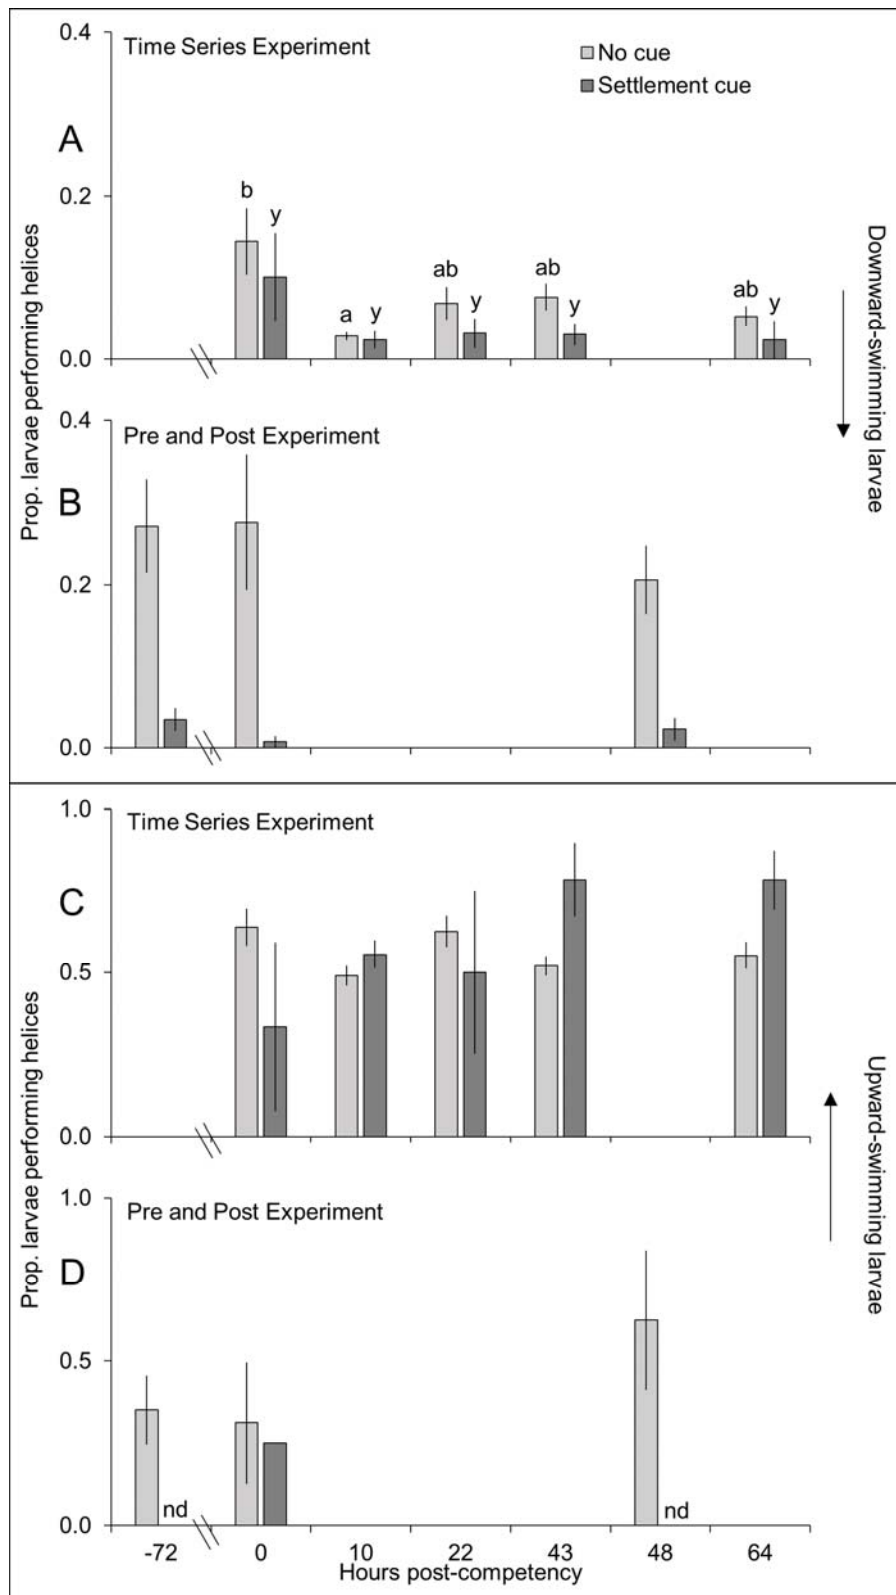 0.4
Time Series Experiment
No cue
Settlement cue
A
0.2
b
y
a
y
ab
y
ab
y
ab
y
0.0
Prop. larvae performing helices
Downward-swimming larvae
0.4
Pre and Post Experiment
B
0.2
0.0
1.0
Time Series Experiment
C
0.5
0.0
Prop. larvae performing helices
Upward-swimming larvae
1.0
Pre and Post Experiment
D
0.5
nd
nd
0.0
-72
0
10
22
43
48
64
Hours post-competency